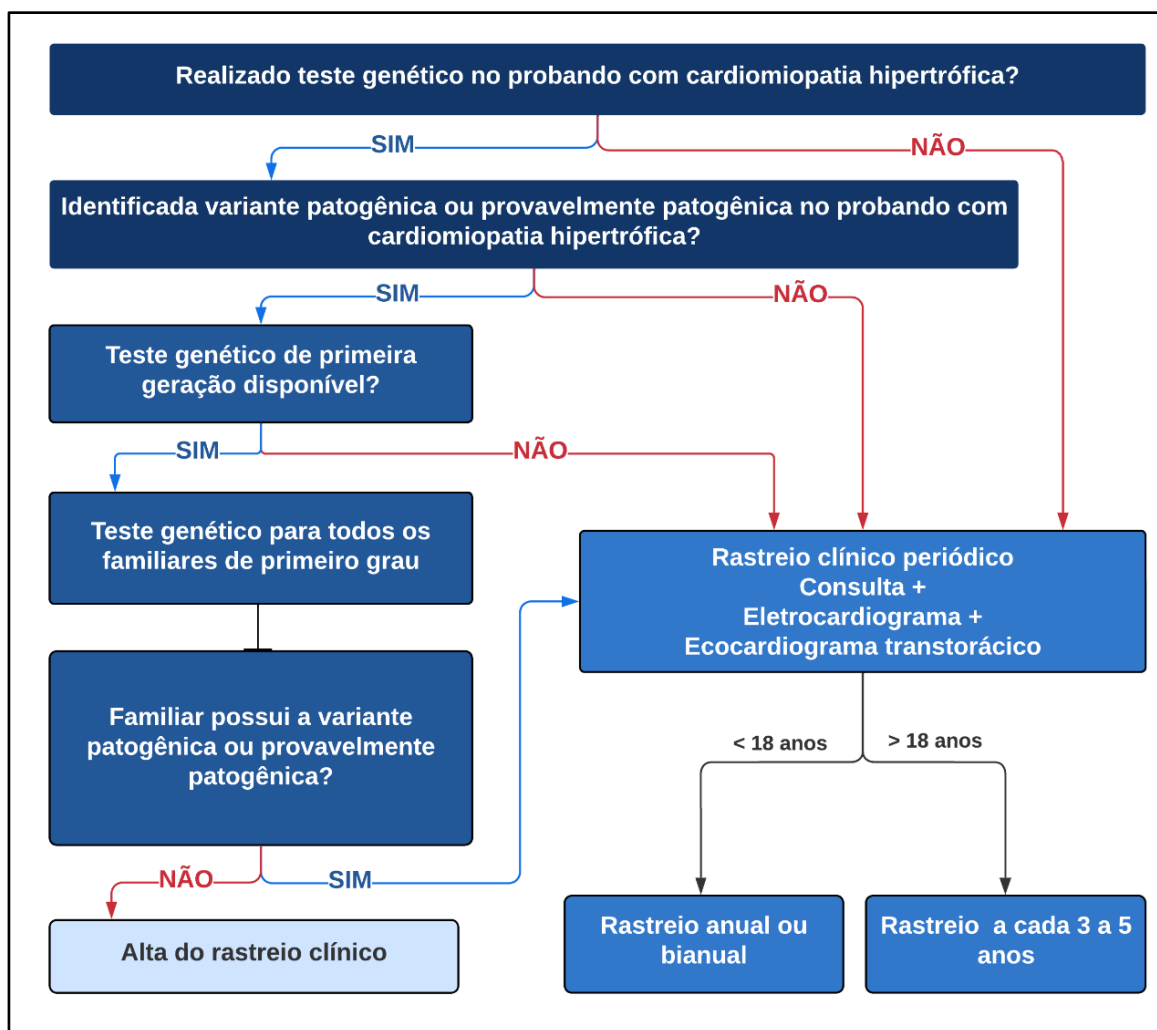 Realizado teste genético no probando com cardiomiopatia hipertrófica?
SIM
NÃO
Identificada variante patogênica ou provavelmente patogênica no probando com
cardiomiopatia hipertrófica?
SIM
NÃO
Teste genético de primeira
geração disponível?
SIM
NÃO
Teste genético para todos os
familiares de primeiro grau
Rastreio clínico periódico
Consulta +
Eletrocardiograma +
Ecocardiograma transtorácico
Familiar possui a variante
patogênica ou provavelmente
patogênica?
< 18 anos
> 18 anos
NÃO
SIM
Alta do rastreio clínico
Rastreio anual ou
bianual
Rastreio a cada 3 a 5
anos